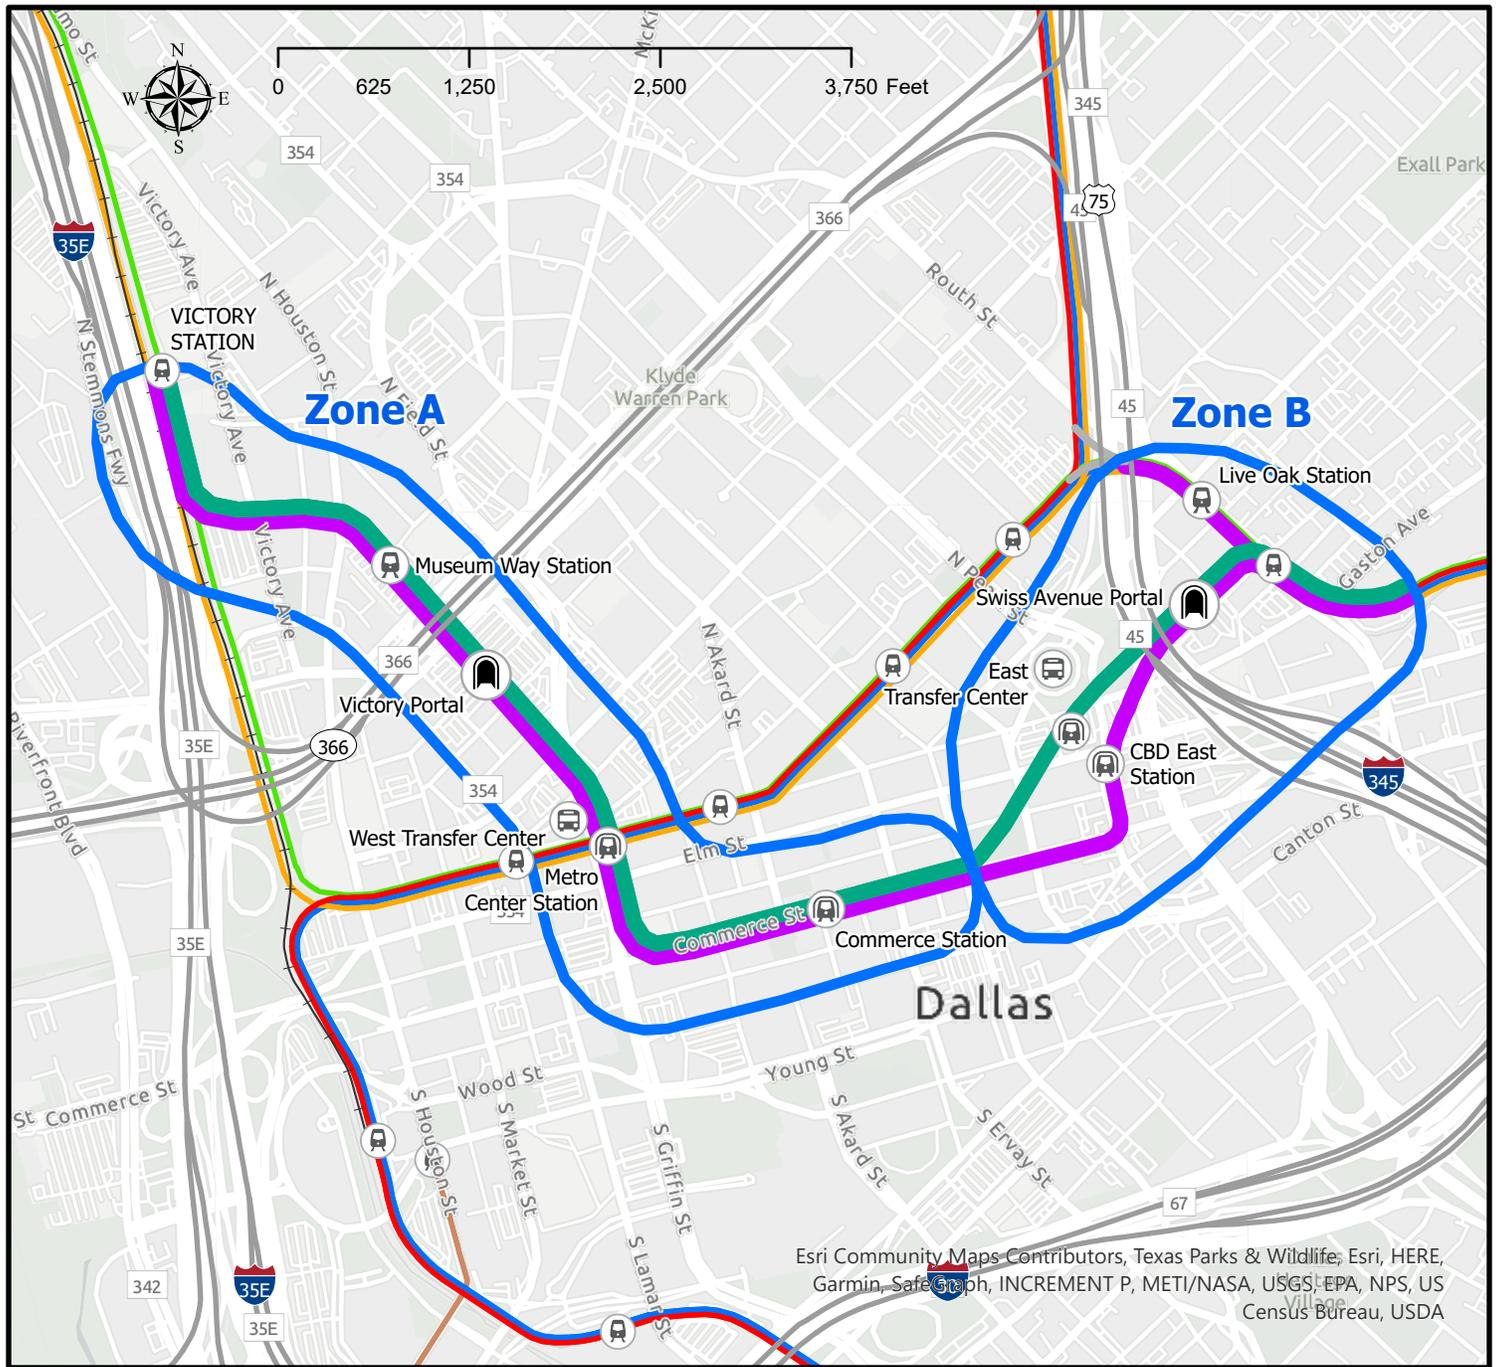 N
W
E
S
0
625
1,250
2,500
3,750 Feet
345
354
354
Exall Park
366
75
45
35E
Victory Ave
N Houston St
Routh St
VICTORY
STATION
N Stemmons Fwy
Victory Ave
N Field St
Klyde
Warren Park
Zone A
45
Zone B
Live Oak Station
Gaston Ave
Victory Ave
Museum Way Station
Swiss Avenue Portal
N Akard St
45
366
East
Transfer Center
Victory Portal
Riverfront Blvd
35E
366
CBD East
Station
345
354
West Transfer Center
Elm St
Canton St
Metro
Center Station
354
Commerce St
Commerce Station
35E
Dallas
Young St
Wood St
St
Commerce St
S Houston St
S Market St
S Griffin St
S Akard St
S Ervay St
67
S Lamar St
342
35E
35E
Esri Community Maps Contributors, Texas Parks & Wildlife, Esri, HERE,
Garmin, SafeGraph, INCREMENT P, METI/NASA, USGS, EPA, NPS, US
Census Bureau, USDA
Village